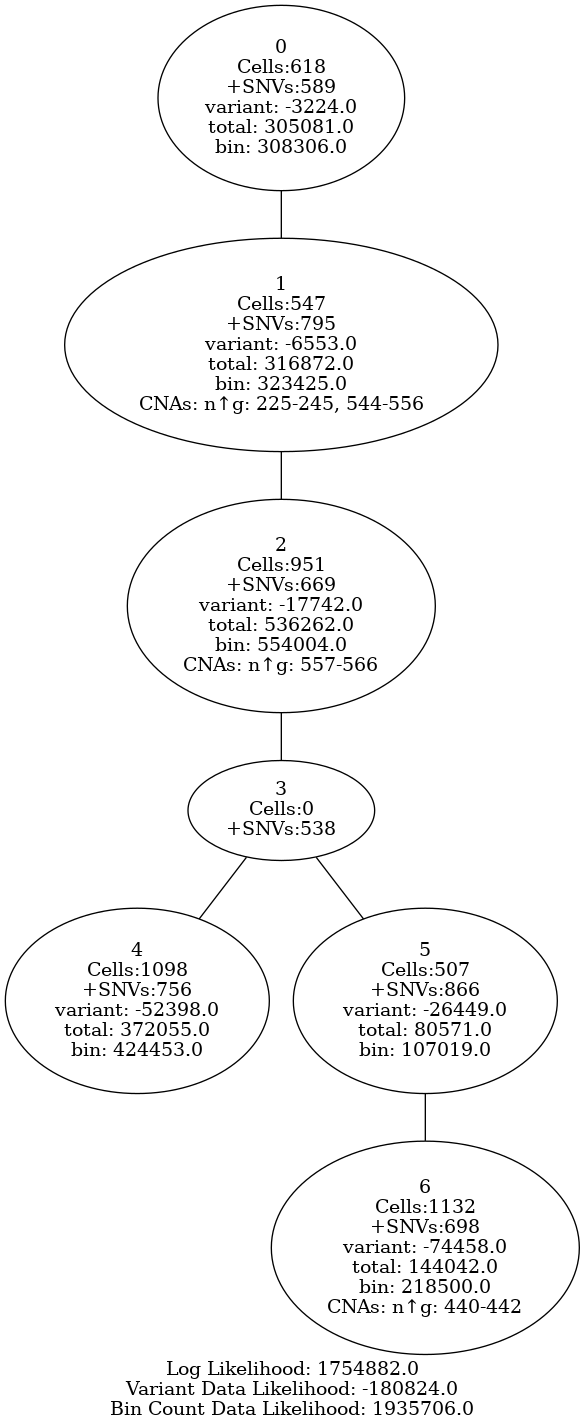 0
Cells:618
+SNVs:589
variant: -3224.0
total: 305081.0
bin: 308306.0
1
Cells:547
+SNVs:795
variant: -6553.0
total: 316872.0
bin: 323425.0
CNAs: n↑g: 225-245, 544-556
2
Cells:951
+SNVs:669
variant: -17742.0
total: 536262.0
bin: 554004.0
CNAs: n↑g: 557-566
3
Cells:0
+SNVs:538
4
Cells:1098
+SNVs:756
variant: -52398.0
total: 372055.0
bin: 424453.0
5
Cells:507
+SNVs:866
variant: -26449.0
total: 80571.0
bin: 107019.0
6
Cells:1132
+SNVs:698
variant: -74458.0
total: 144042.0
bin: 218500.0
CNAs: n↑g: 440-442
Log Likelihood: 1754882.0
Variant Data Likelihood: -180824.0
Bin Count Data Likelihood: 1935706.0